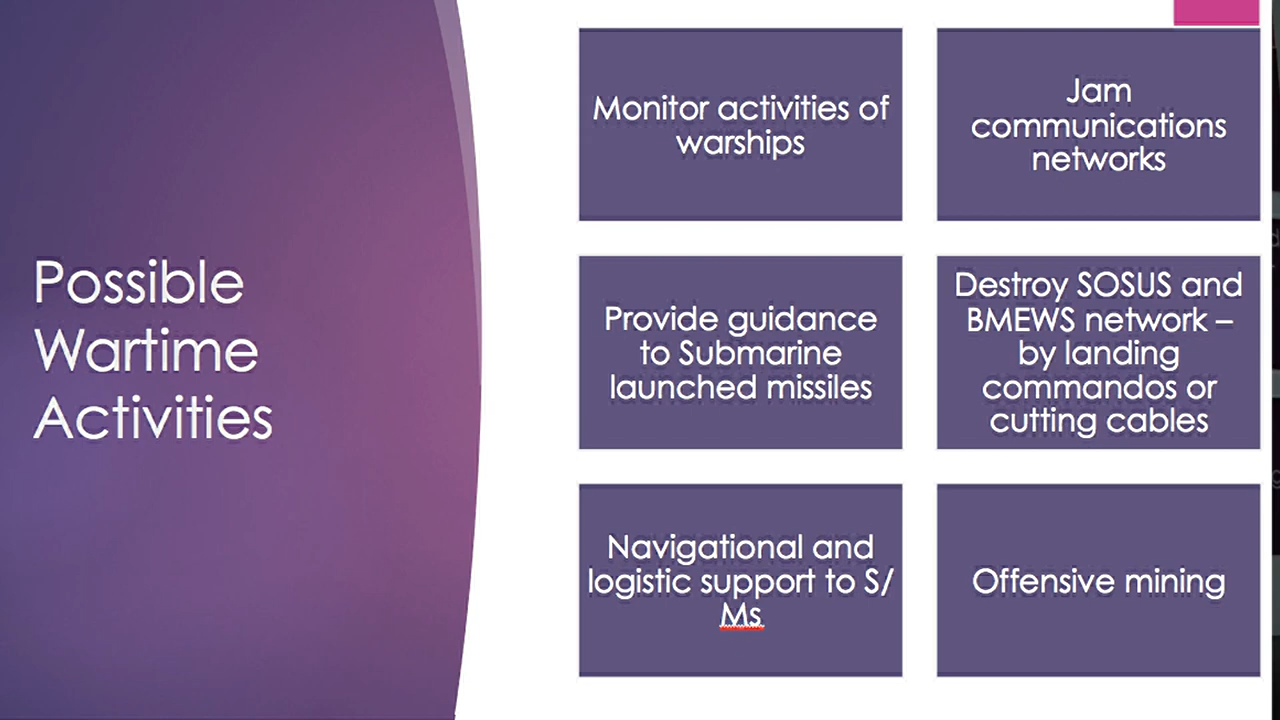 Possible
Wartime
Activities
Monitor activities of
warships
Jam
communications
networks
Provide guidance
to Submarine
launched missiles
Destroy SOSUS and
BMEWS network –
by landing
commandos or
cutting cables
Navigational and
logistic support to S/
Ms
Offensive mining